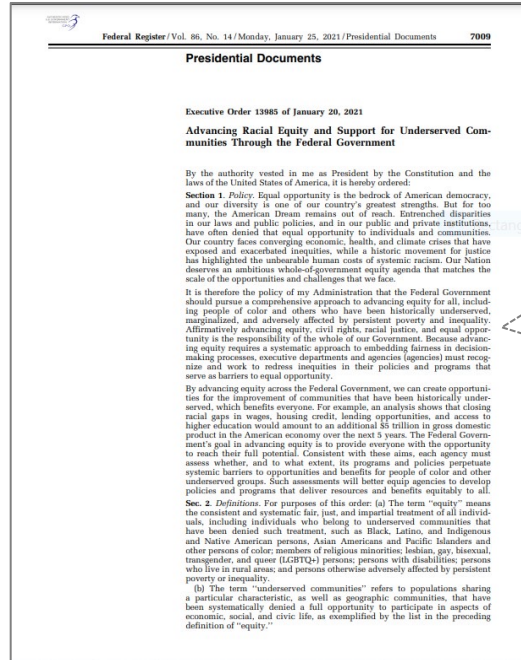 Federal Register / Vol. 86, No. 14 / Monday, January 25, 2021 / Presidential Documents 7009
Presidential Documents
Executive Order 13985 of January 20, 2021
Advancing Racial Equity and Support for Underserved Com-
munities Through the Federal Government
By the authority vested in me as President by the Constitution and the
laws of the United States of America, it is hereby ordered:
Section 1. Policy. Equal opportunity is the bedrock of American democracy,
and our diversity is one of our country's greatest strengths. But for too
many, the American Dream remains out of reach. Entrenched disparities
in our laws and public policies, and in our public and private institutions,
have often denied that equal opportunity to individuals and communities.
Our country faces converging economic, health, and climate crises that have
exposed and exacerbated inequities, while a historic movement for justice
has highlighted the unbearable human costs of systemic racism. Our Nation
deserves an ambitious whole-of-government equity agenda that matches the
scale of the opportunities and challenges that we face.
It is therefore the policy of my Administration that the Federal Government
should pursue a comprehensive approach to advancing equity for all, includ-
ing people of color and others who have been historically underserved,
marginalized, and adversely affected by persistent poverty and inequality.
Affirmatively advancing equity, civil rights, racial justice, and equal oppor-
tunity is the responsibility of the whole of our Government. Because advanc-
ing equity requires a systematic approach to embedding fairness in decision-
making processes, executive departments and agencies (agencies) must recog-
nize and work to redress inequities in their policies and programs that
serve as barriers to equal opportunity.
By advancing equity across the Federal Government, we can create opportuni-
ties for the improvement of communities that have been historically under-
served, which benefits everyone. For example, an analysis shows that closing
racial gaps in wages, housing credit, lending opportunities, and access to
higher education would amount to an additional $5 trillion in gross domestic
product in the American economy over the next 5 years. The Federal Govern-
ment's goal in advancing equity is to provide everyone with the opportunity
to reach their full potential. Consistent with these aims, each agency must
assess whether, and to what extent, its programs and policies perpetuate
systemic barriers to opportunities and benefits for people of color and other
underserved groups. Such assessments will better equip agencies to develop
policies and programs that deliver resources and benefits equitably to all.
Sec. 2. Definitions. For purposes of this order: (a) The term "equity" means
the consistent and systematic fair, just, and impartial treatment of all individ-
uals, including individuals who belong to underserved communities that
have been denied such treatment, such as Black, Latino, and Indigenous
and Native American persons, Asian Americans and Pacific Islanders and
other persons of color; members of religious minorities; lesbian, gay, bisexual,
transgender, and queer (LGBTQ+) persons; persons with disabilities; persons
who live in rural areas; and persons otherwise adversely affected by persistent
poverty or inequality.
(b) The term "underserved communities" refers to populations sharing
a particular characteristic, as well as geographic communities, that have
been systematically denied a full opportunity to participate in aspects of
economic, social, and civic life, as exemplified by the list in the preceding
definition of "equity."